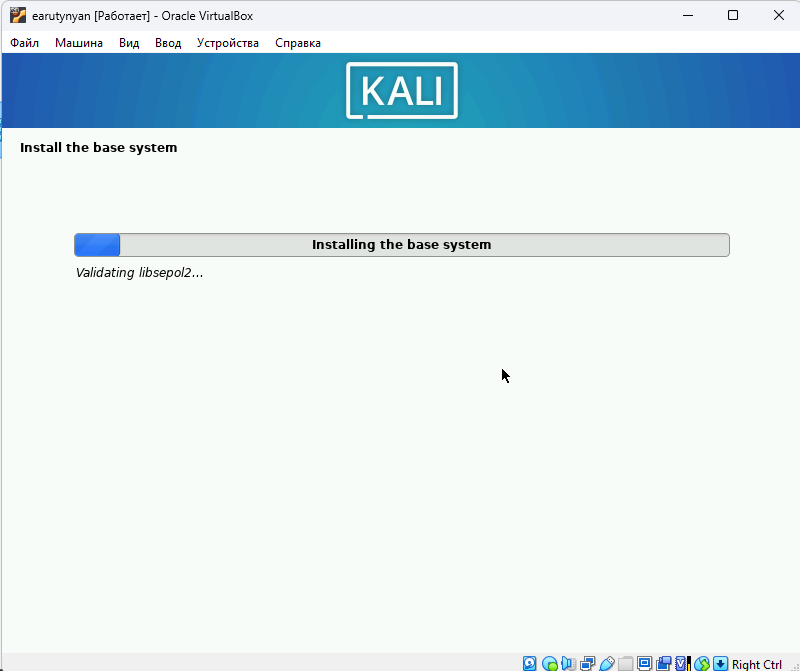 earutynyan [Работает] - Oracle VirtualBox
Файл Машина Вид Ввод Устройства Справка
KALI
Install the base system
Installing the base system
Validating libsepol2...
Right Ctrl